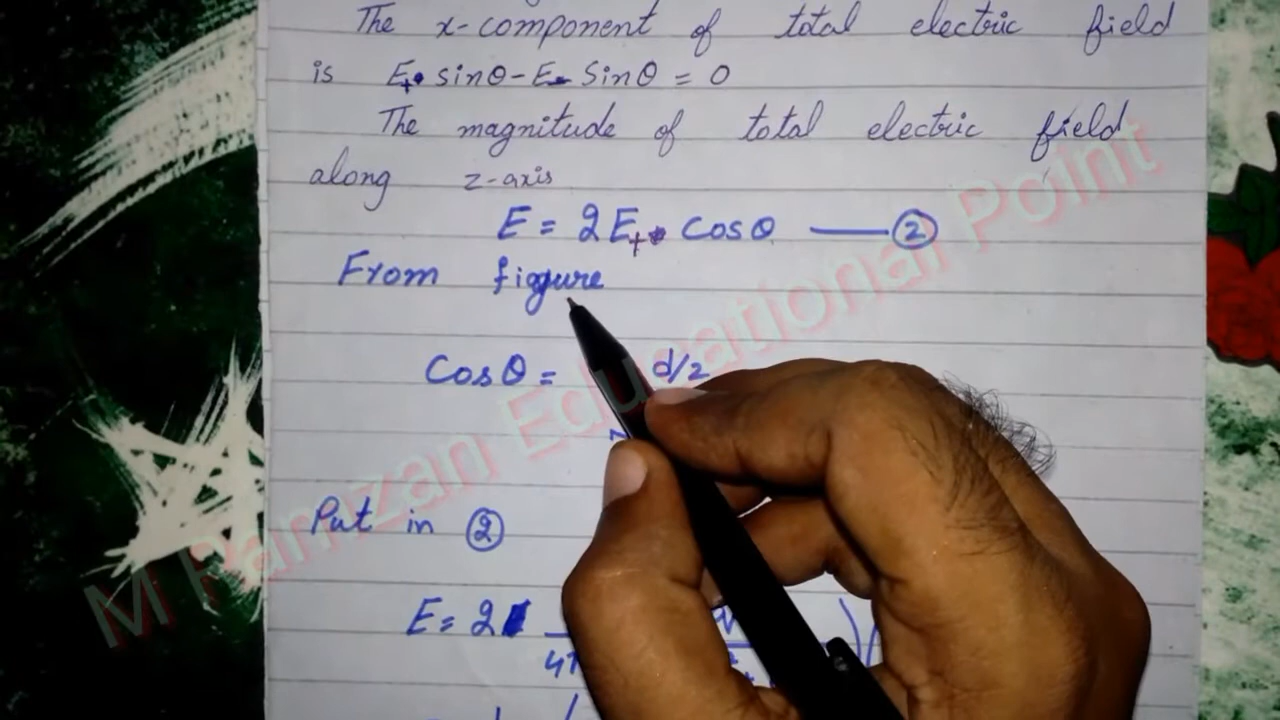 The x-component of total electric field
is E+ sinθ - E- Sinθ = 0
The magnitude of total electric field
along z-axis
E = 2E+ Cosθ —— ②
From figure
Cosθ = d/2
Put in ②
E = 2
M Ramzan Educational Point